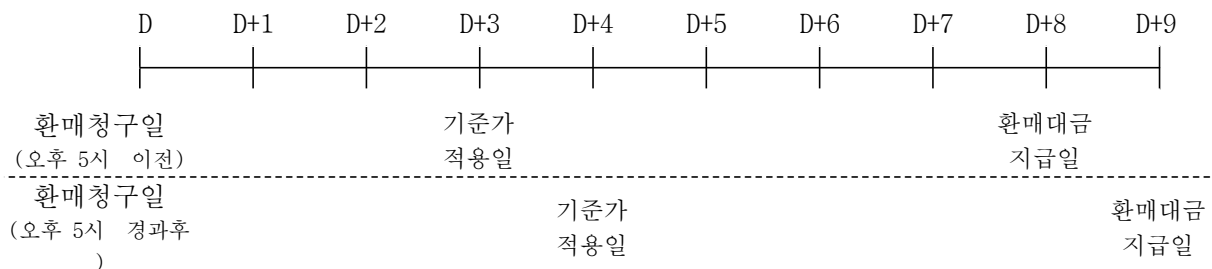 D D+1 D+2 D+3 D+4 D+5 D+6 D+7 D+8 D+9
환매청구일 기준가 환매대금
(오후 5시 이전) 적용일 지급일
환매청구일 기준가 환매대금
(오후 5시 경과후 적용일 지급일
)